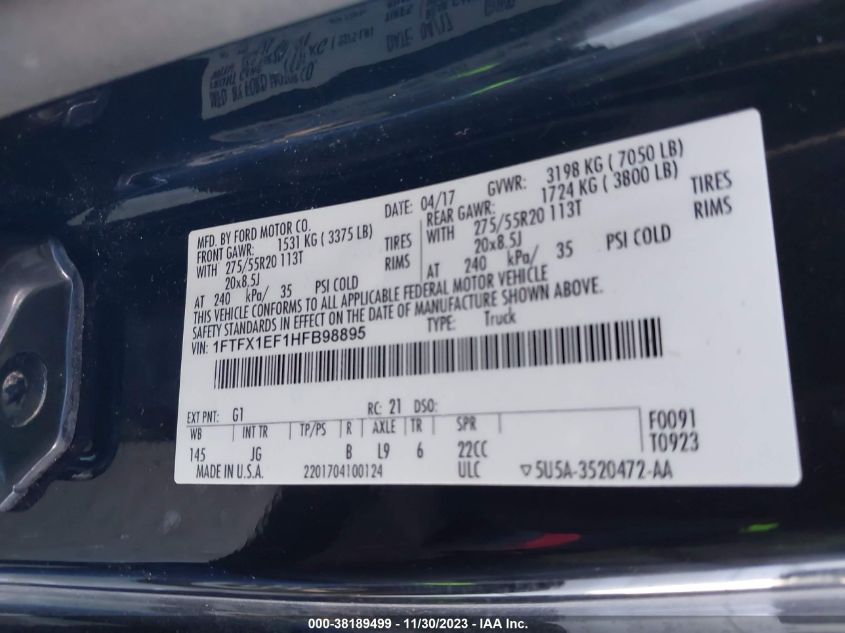 MFD. BY FORD MOTOR CO. DATE: 04/17 GVWR: 3198 KG ( 7050 LB)
FRONT GAWR: 1531 KG ( 3375 LB) REAR GAWR: 1724 KG ( 3800 LB)
WITH 275/55R20 113T TIRES WITH 275/55R20 113T TIRES
20x8.5J RIMS 20x8.5J RIMS
AT 240 kPa/ 35 PSI COLD AT 240 kPa/ 35 PSI COLD
THIS VEHICLE CONFORMS TO ALL APPLICABLE FEDERAL MOTOR VEHICLE
SAFETY STANDARDS IN EFFECT ON THE DATE OF MANUFACTURE SHOWN ABOVE.
VIN: 1FTFX1EF1HFB98895 TYPE: Truck
EXT PNT: G1 RC: 21 DSO:
WB INT TR TP/PS R AXLE TR SPR F0091
145 JG B L9 6 22CC T0923
MADE IN U.S.A. 2201704100124 ULC 5U5A-3520472-AA
000-38189499 - 11/30/2023 - IAA Inc.